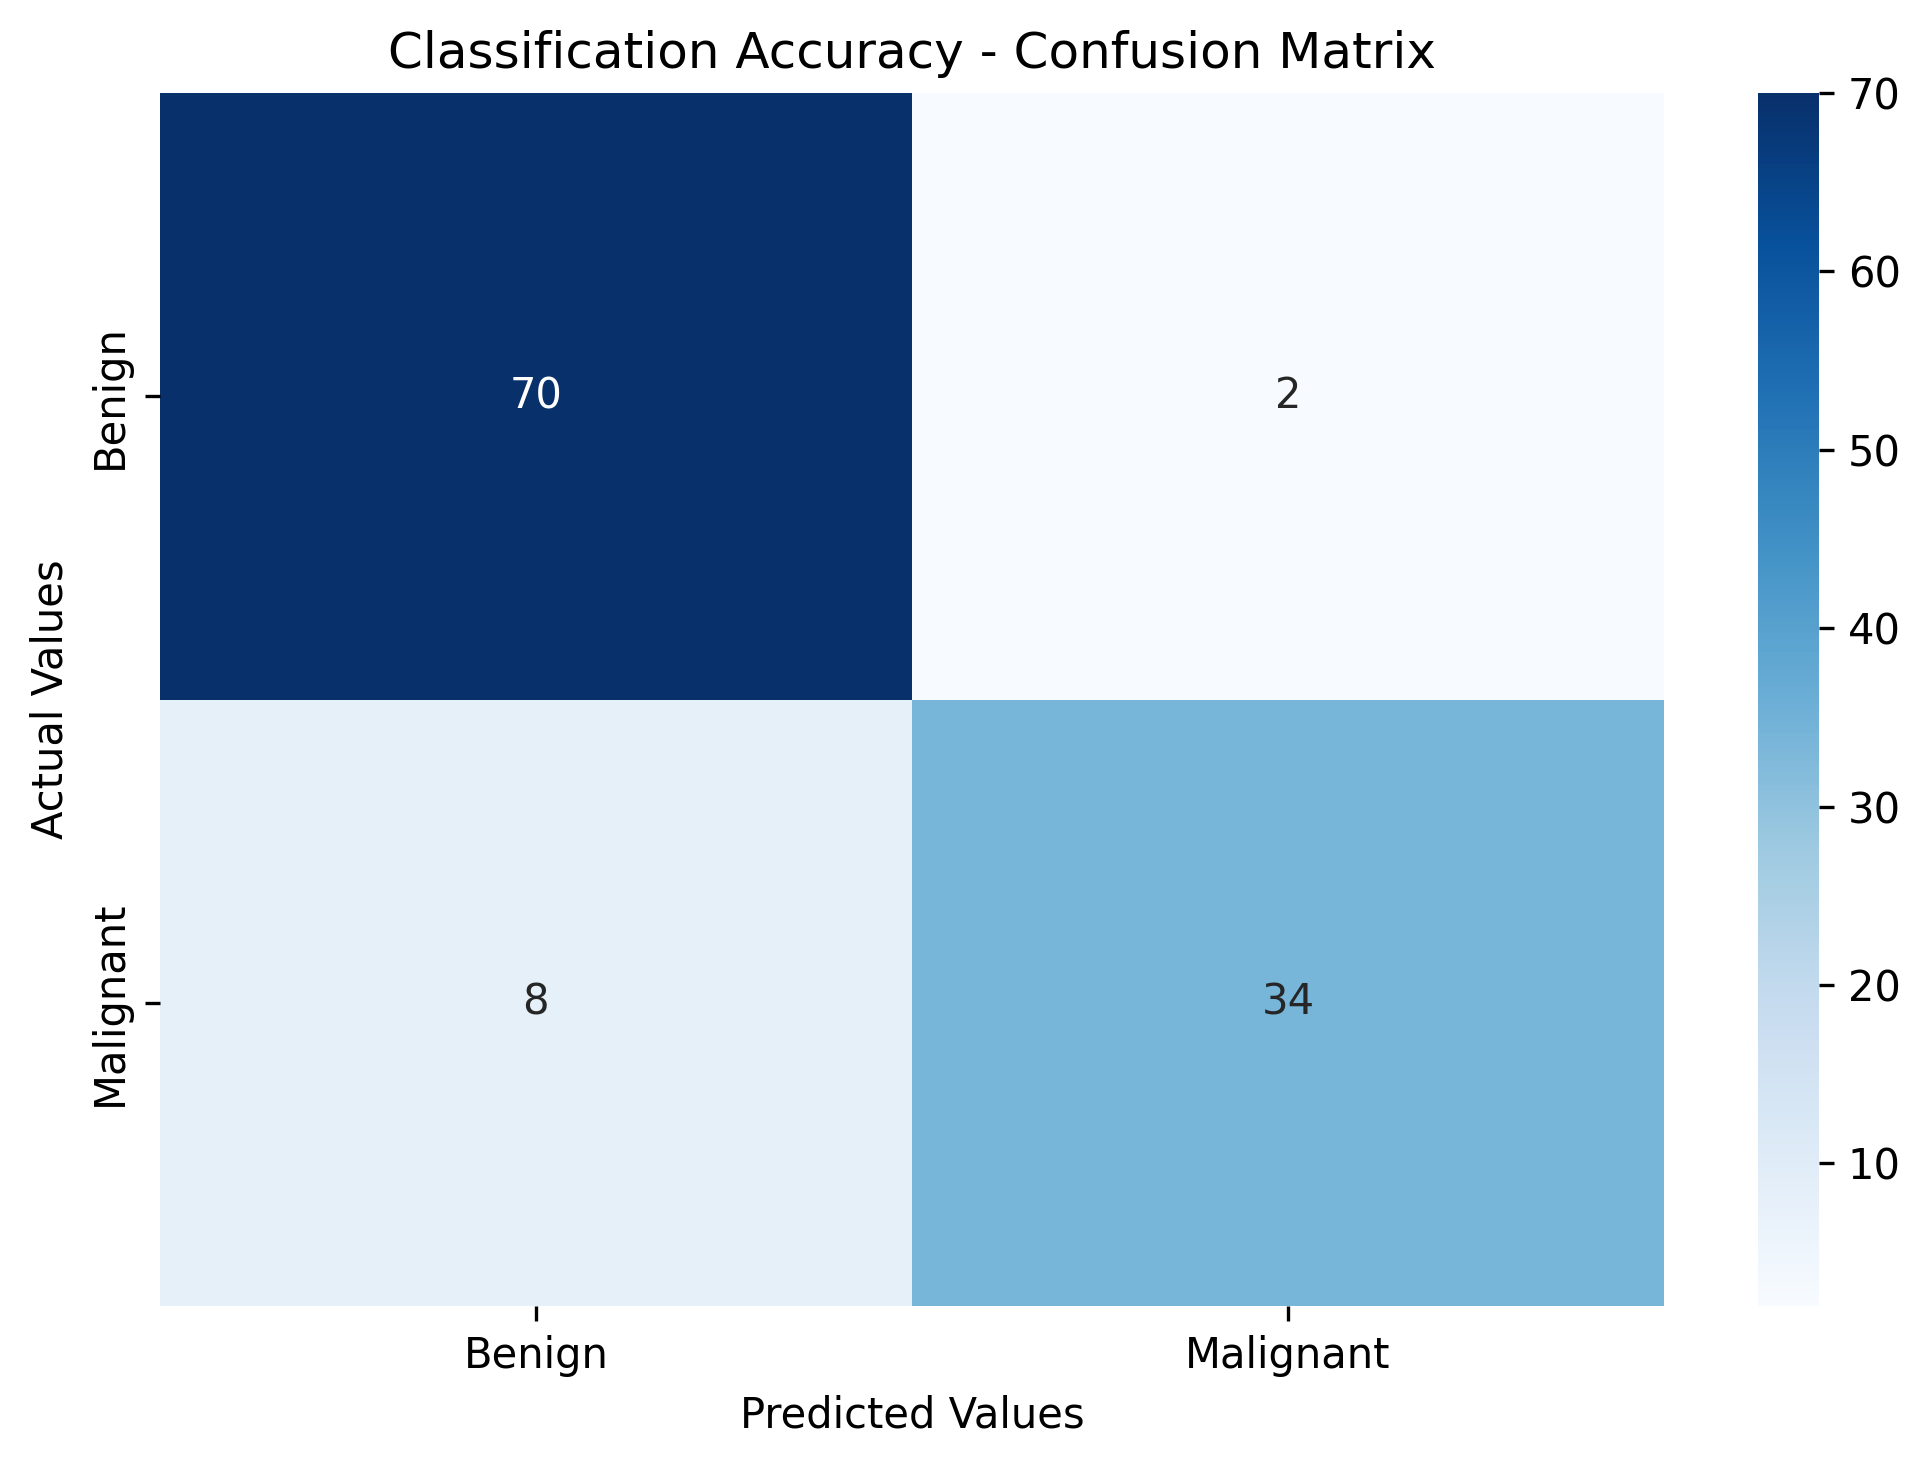 Classification Accuracy - Confusion Matrix
Actual Values
Benign
Malignant
70
2
8
34
Benign
Malignant
Predicted Values
70
60
50
40
30
20
10